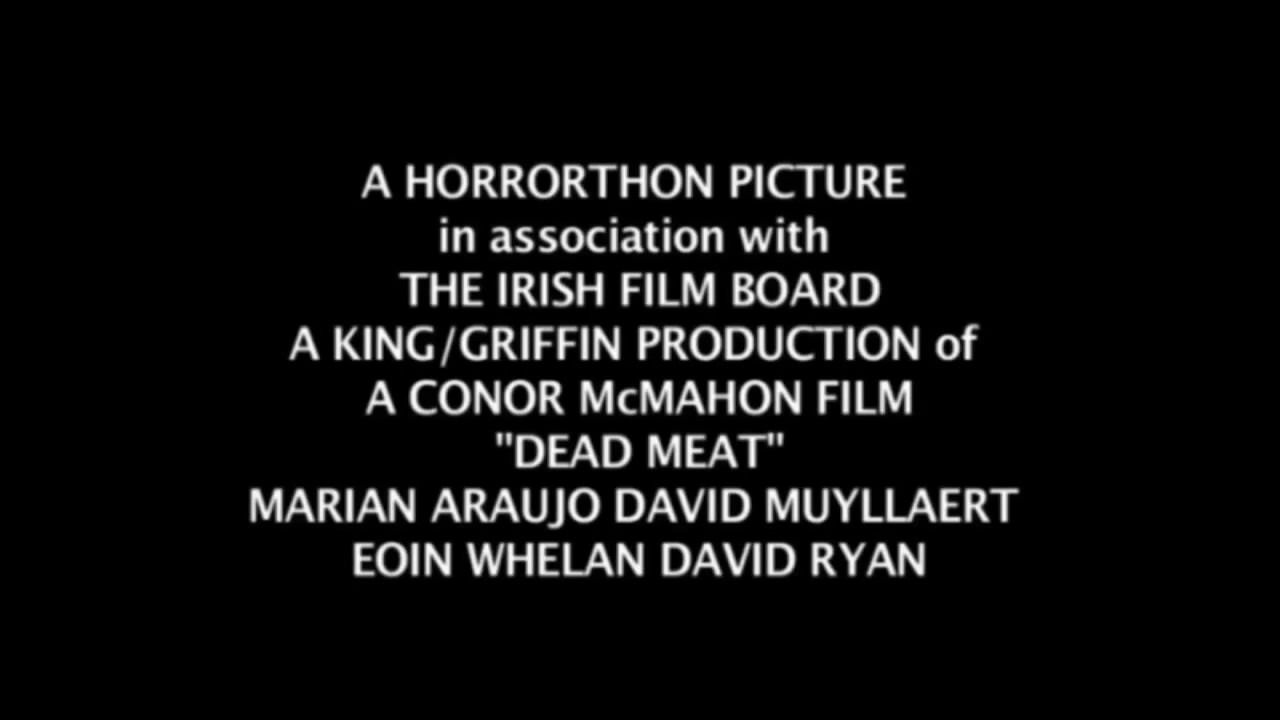 A HORRORTHON PICTURE
in association with
THE IRISH FILM BOARD
A KING/GRIFFIN PRODUCTION of
A CONOR McMAHON FILM
"DEAD MEAT"
MARIAN ARAUJO DAVID MUYLLAERT
EOIN WHELAN DAVID RYAN